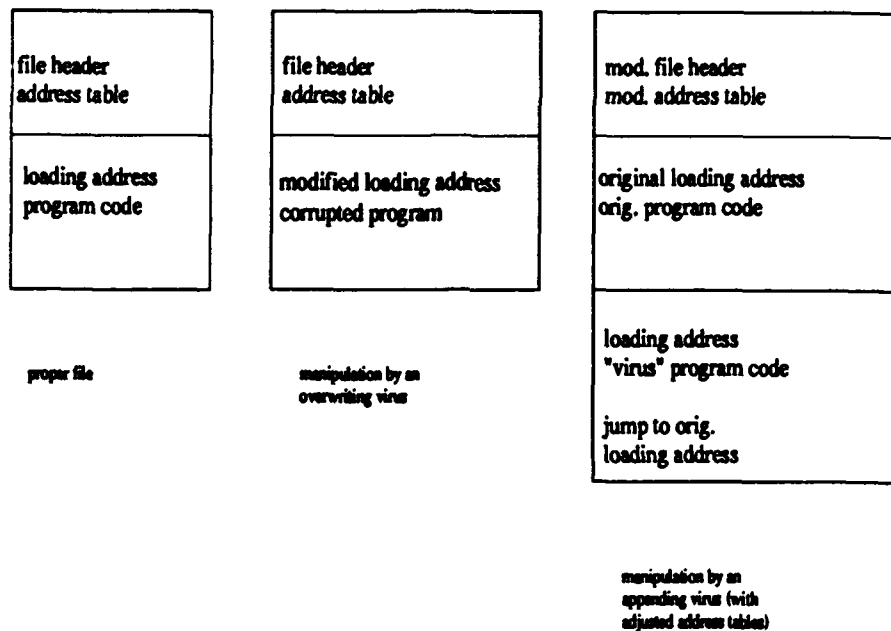 file header
address table
loading address
program code
proper file
file header
address table
modified loading address
corrupted program
manipulation by an
overwriting virus
mod. file header
mod. address table
original loading address
orig. program code
loading address
"virus" program code
jump to orig.
loading address
manipulation by an
appending virus (with
adjusted address tables)